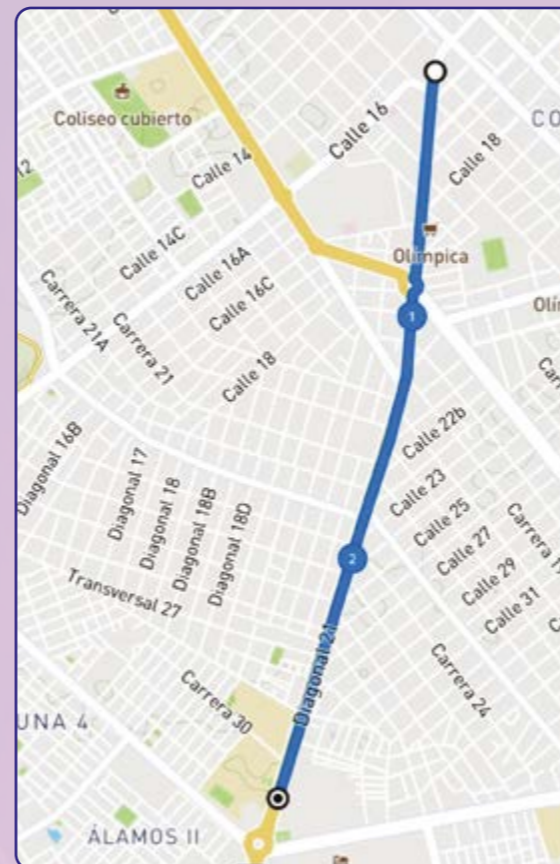 Coliseo cubierto
Calle 16
CO
Calle 18
Calle 14
12
Olímpica
Calle 14C
Calle 16A
Calle 16C
Carrera 21A
Carrera 21
1
Olím
Calle 18
Calle 22b
Calle 23
Calle 25
Calle 27
Calle 29
Calle 31
Diagonal 16B
Diagonal 17
Diagonal 18
Diagonal 18B
Diagonal 18D
2
Transversal 27
Diagonal 21
Carrera 24
Carrera 30
UNA 4
ÁLAMOS II